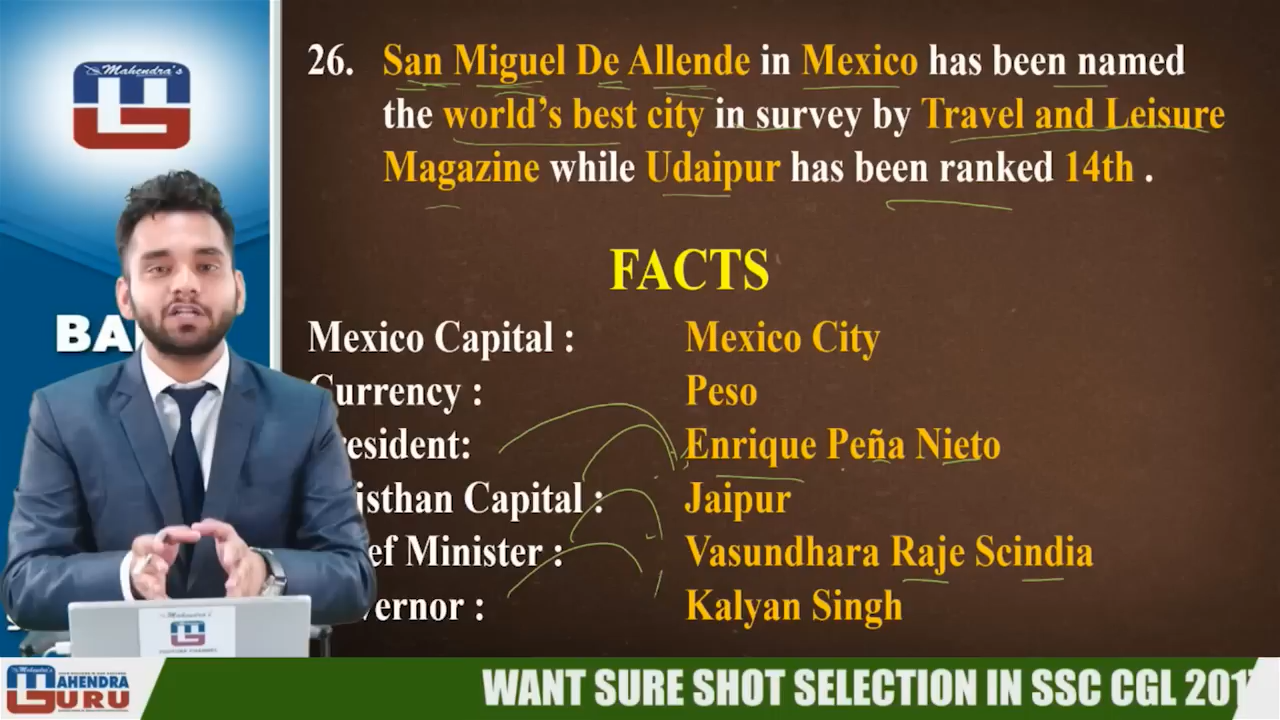 Mahendra's
26. San Miguel De Allende in Mexico has been named
the world's best city in survey by Travel and Leisure
Magazine while Udaipur has been ranked 14th .
FACTS
BA
Mexico Capital : Mexico City
Currency : Peso
resident: Enrique Peña Nieto
jsthan Capital : Jaipur
ef Minister : Vasundhara Raje Scindia
vernor : Kalyan Singh
Mahendra's
MAHENDRA
GURU
WANT SURE SHOT SELECTION IN SSC CGL 201